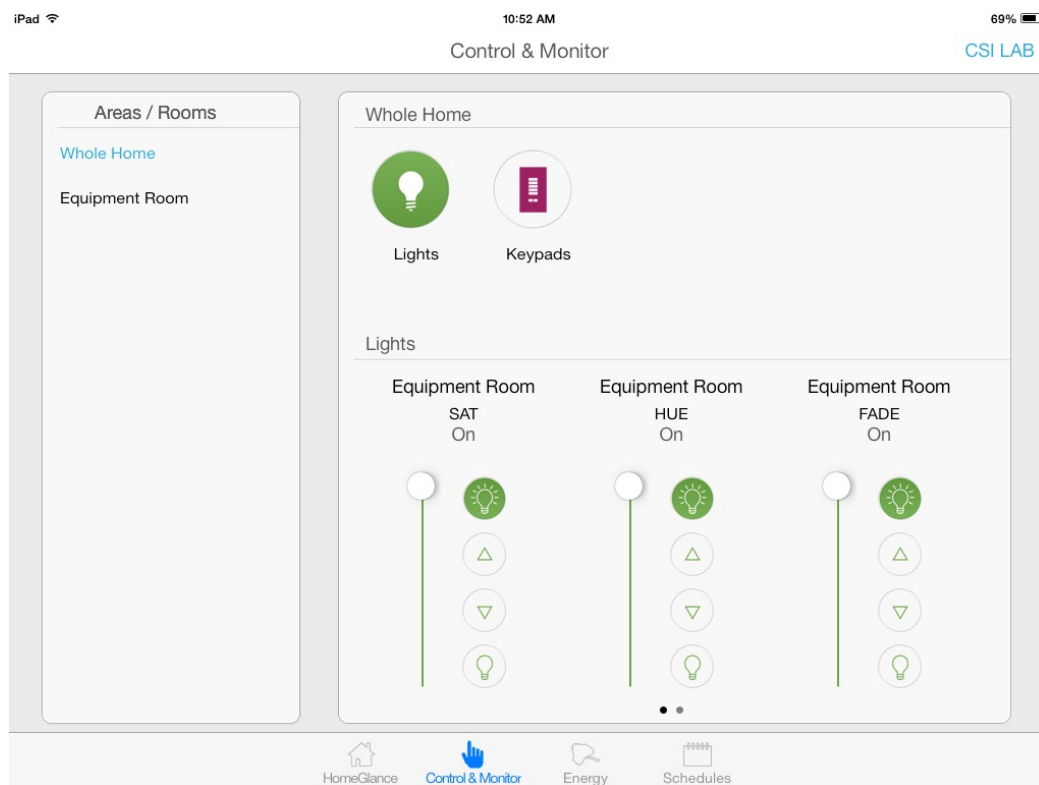 iPad 10:52 AM 69%
Control & Monitor CSI LAB
Areas / Rooms
Whole Home
Equipment Room
Whole Home
Lights Keypads
Lights
Equipment Room Equipment Room Equipment Room
SAT HUE FADE
On On On
HomeGlance Control & Monitor Energy Schedules